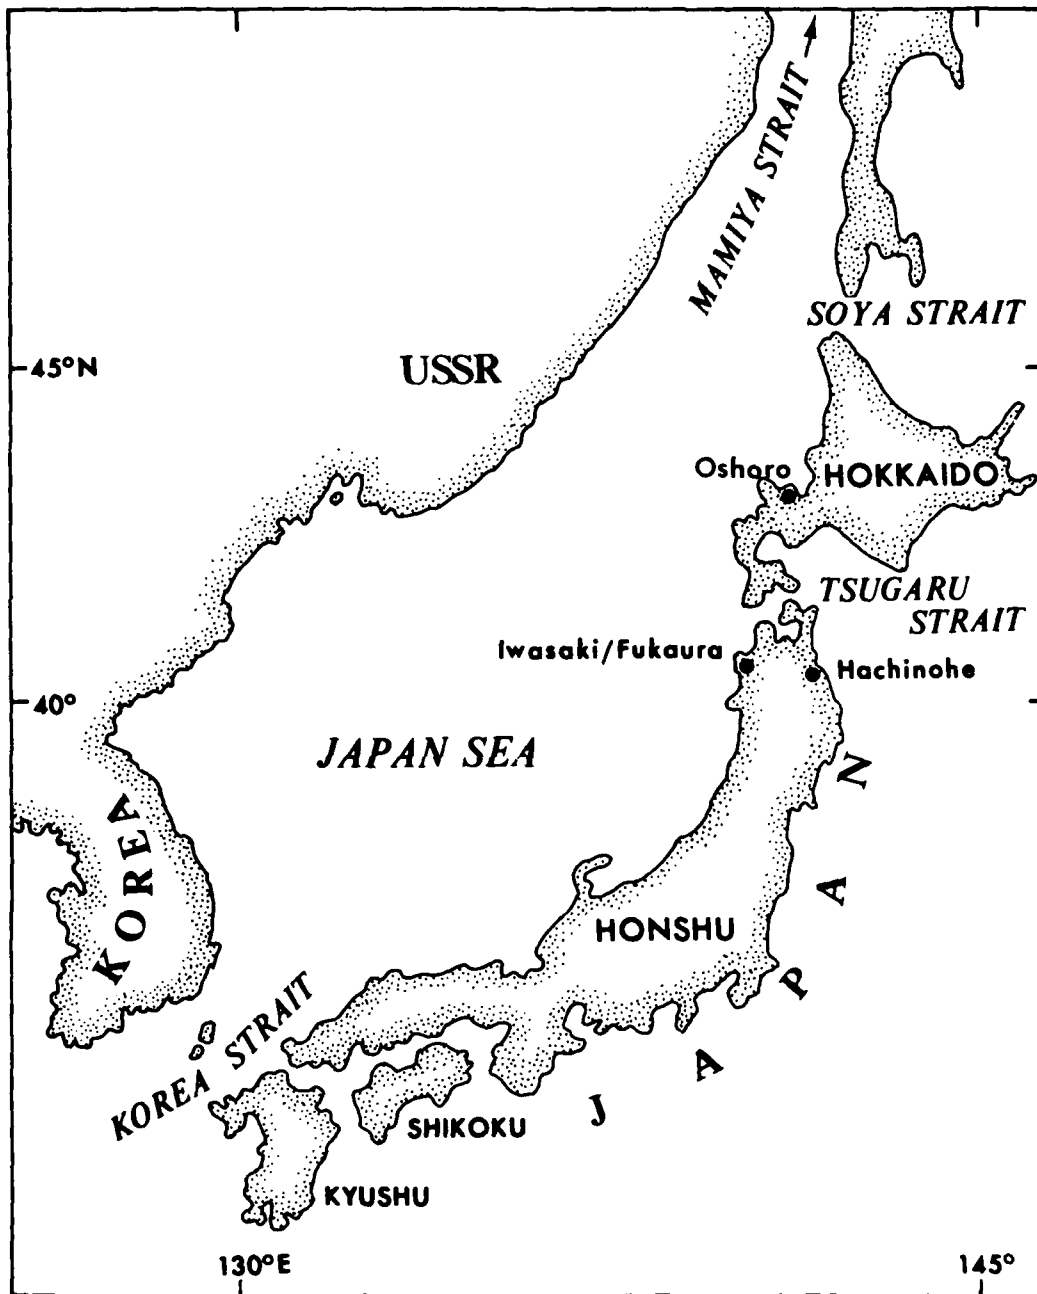 MAMIYA STRAIT
SOYA STRAIT
45°N
USSR
Oshoro
HOKKAIDO
TSUGARU
STRAIT
Iwasaki/Fukaura
Hachinohe
40°
JAPAN SEA
KOREA
HONSHU
JAPAN
KOREA STRAIT
SHIKOKU
KYUSHU
130°E
145°